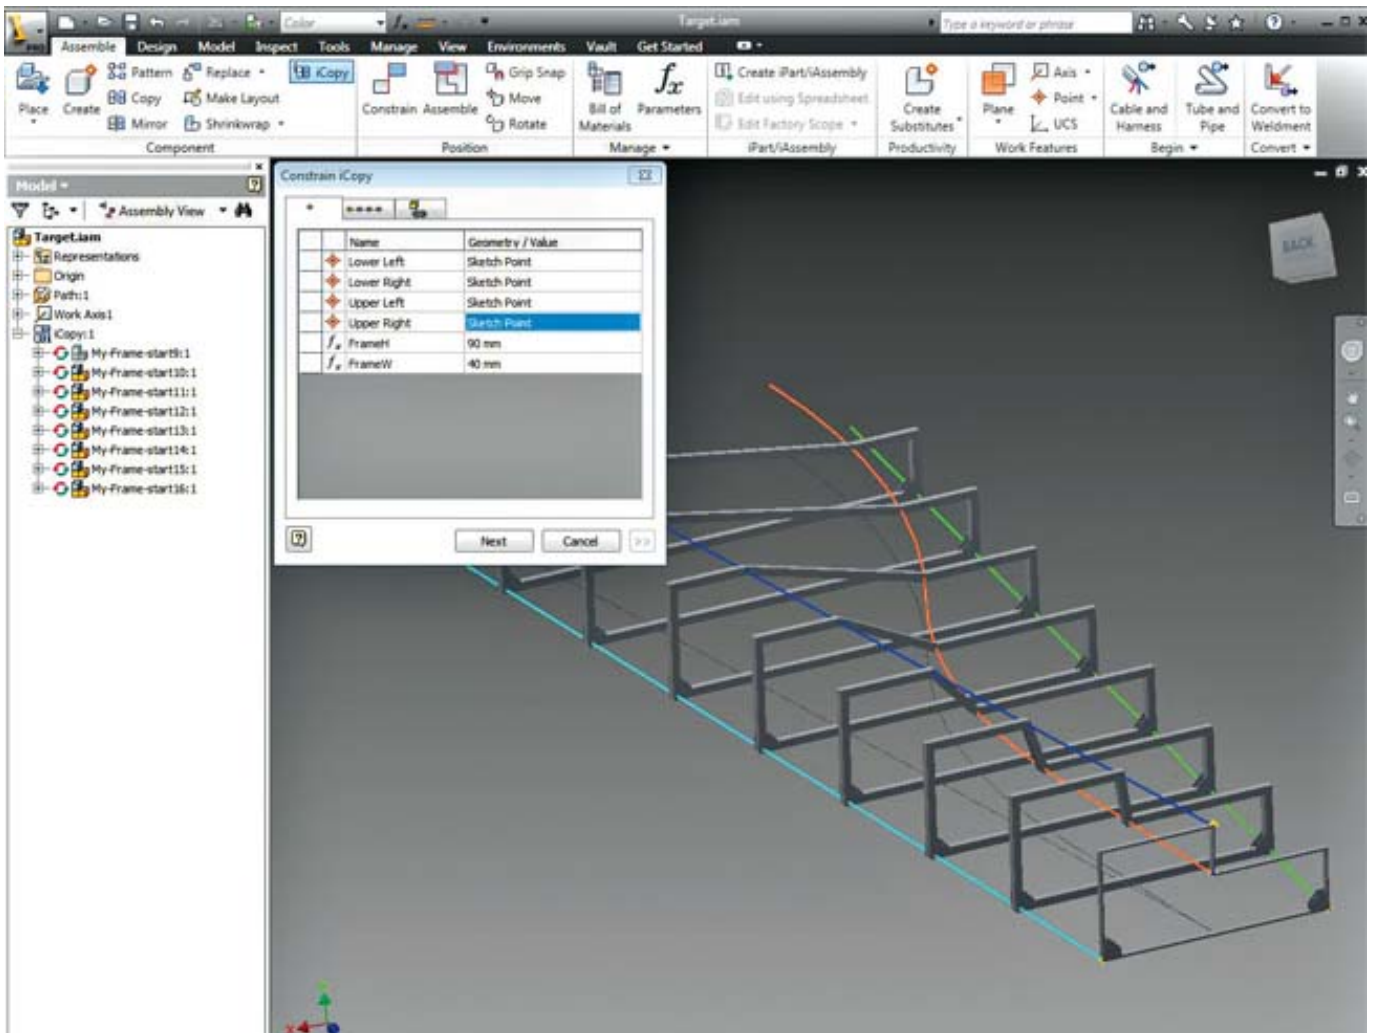 PRO
Color
Target.iam
Type a keyword or phrase
Assemble Design Model Inspect Tools Manage View Environments Vault Get Started
Place
Create
Pattern
Copy
Mirror
Replace
Make Layout
Shrinkwrap
iCopy
Component
Constrain
Assemble
Grip Snap
Move
Rotate
Position
Bill of Materials
Parameters
Manage
Create iPart/iAssembly
Edit using Spreadsheet
Edit Factory Scope
iPart/iAssembly
Create Substitutes
Productivity
Plane
Axis
Point
UCS
Work Features
Cable and Harness
Tube and Pipe
Begin
Convert to Weldment
Convert
Model
Assembly View
Target.iam
Representations
Origin
Path:1
Work Axis1
iCopy:1
My-Frame-start9:1
My-Frame-start10:1
My-Frame-start11:1
My-Frame-start12:1
My-Frame-start13:1
My-Frame-start14:1
My-Frame-start15:1
My-Frame-start16:1
Constrain iCopy
Name Geometry / Value
Lower Left Sketch Point
Lower Right Sketch Point
Upper Left Sketch Point
Upper Right Sketch Point
fx FrameH 90 mm
fx FrameW 40 mm
Next Cancel >>
BACK
X